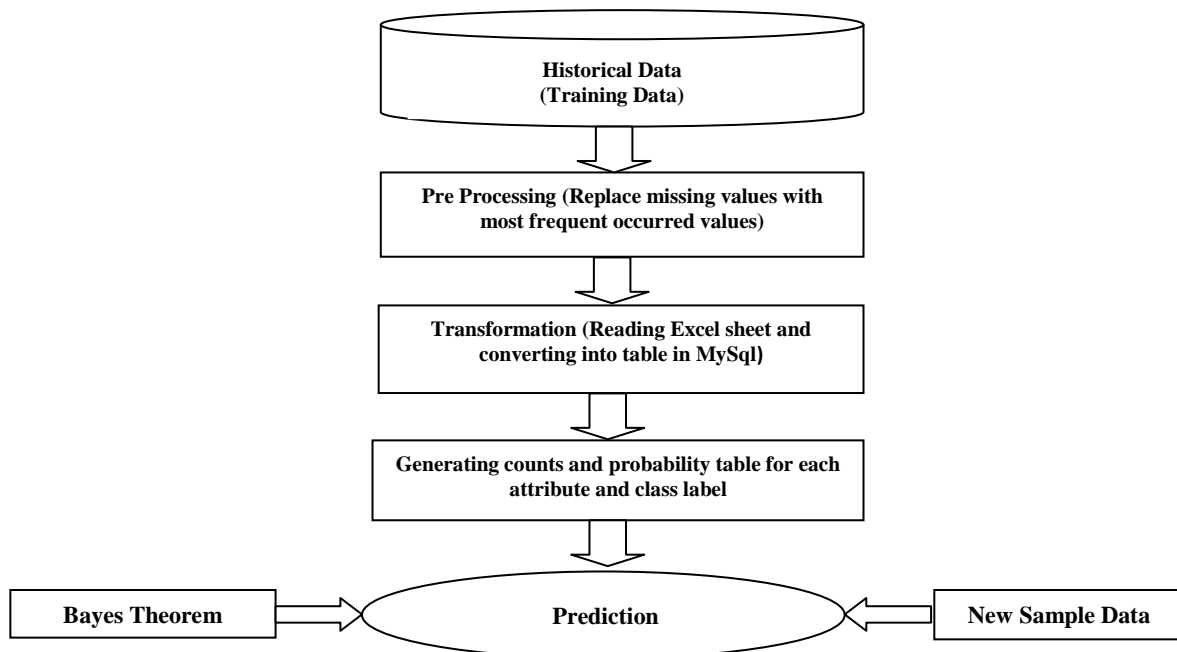 Historical Data
(Training Data)
Pre Processing (Replace missing values with
most frequent occurred values)
Transformation (Reading Excel sheet and
converting into table in MySql)
Generating counts and probability table for each
attribute and class label
Bayes Theorem
Prediction
New Sample Data